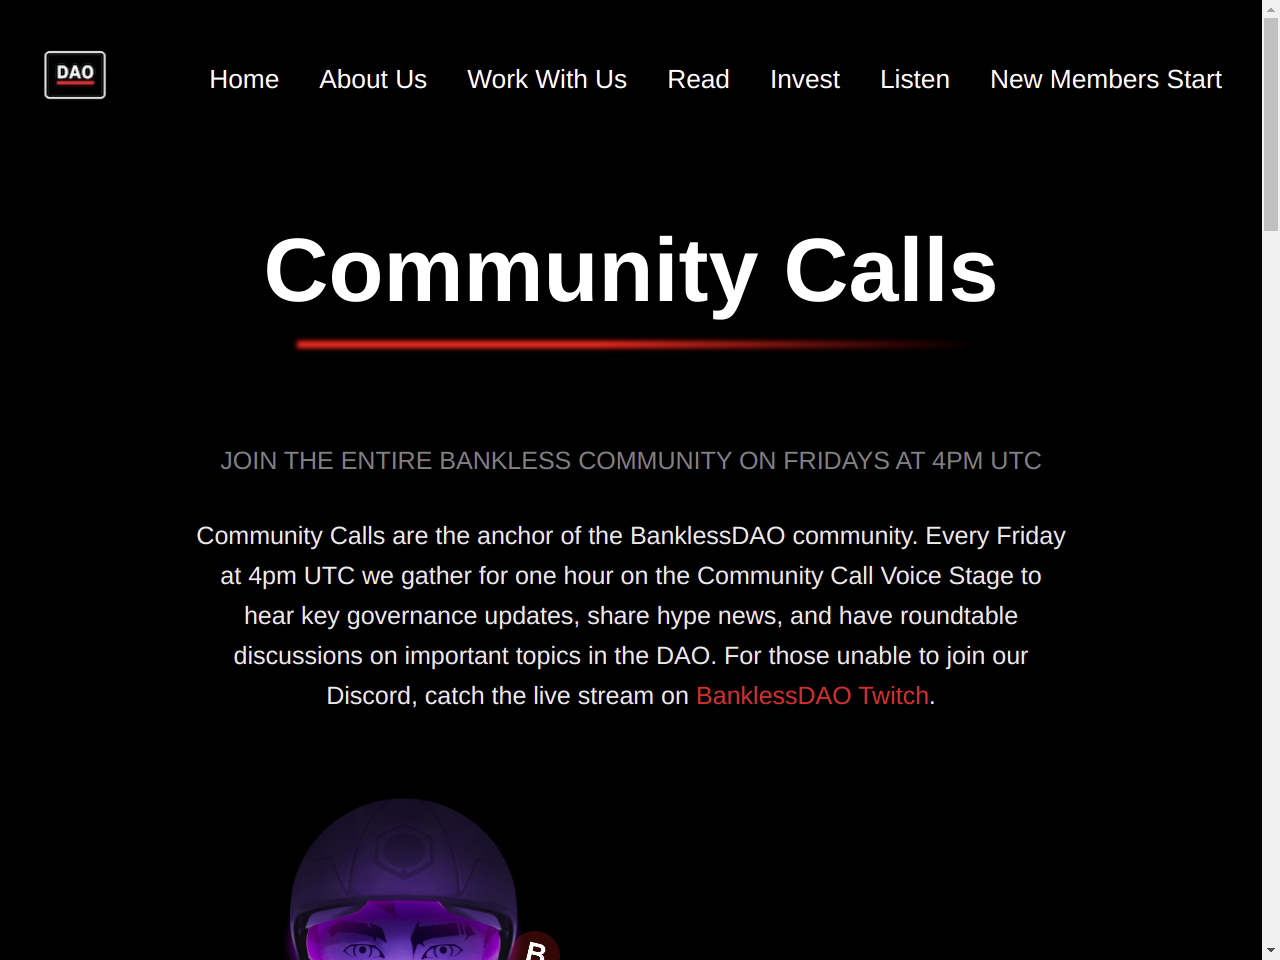 DAO
Home About Us Work With Us Read Invest Listen New Members Start
Community Calls
JOIN THE ENTIRE BANKLESS COMMUNITY ON FRIDAYS AT 4PM UTC
Community Calls are the anchor of the BanklessDAO community. Every Friday
at 4pm UTC we gather for one hour on the Community Call Voice Stage to
hear key governance updates, share hype news, and have roundtable
discussions on important topics in the DAO. For those unable to join our
Discord, catch the live stream on BanklessDAO Twitch.
B